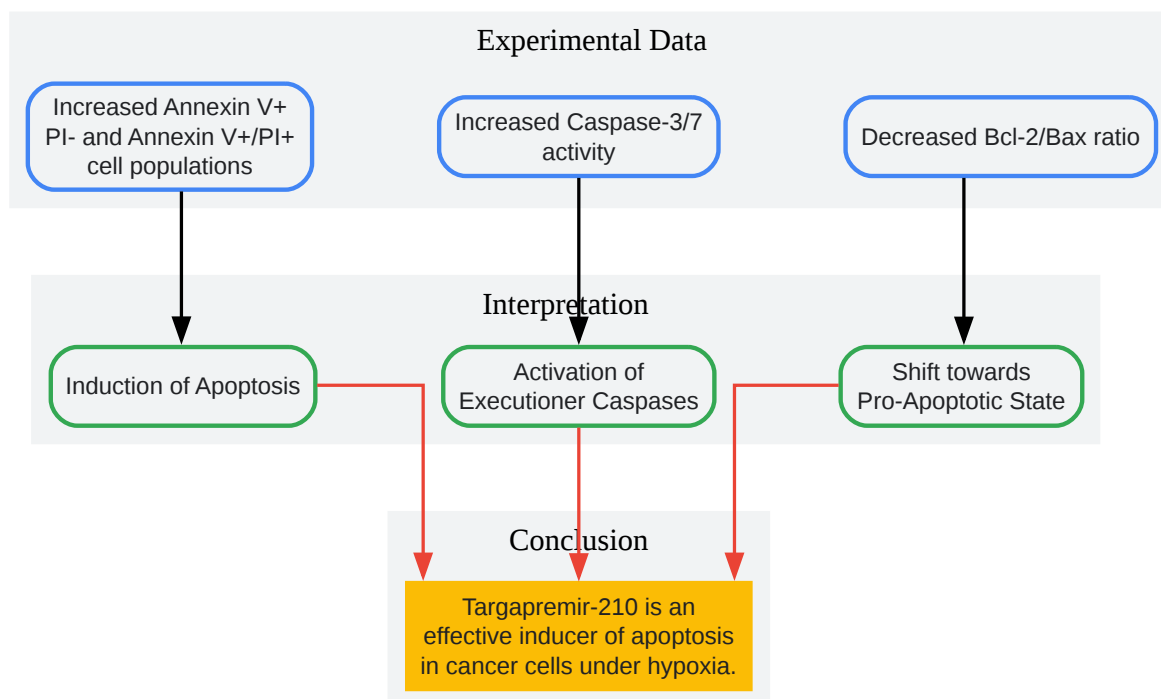 Experimental Data
Increased Annexin V+
PI- and Annexin V+/PI+
cell populations
Increased Caspase-3/7
activity
Decreased Bcl-2/Bax ratio
Interpretation
Induction of Apoptosis
Activation of
Executioner Caspases
Shift towards
Pro-Apoptotic State
Conclusion
Targapremir-210 is an
effective inducer of apoptosis
in cancer cells under hypoxia.